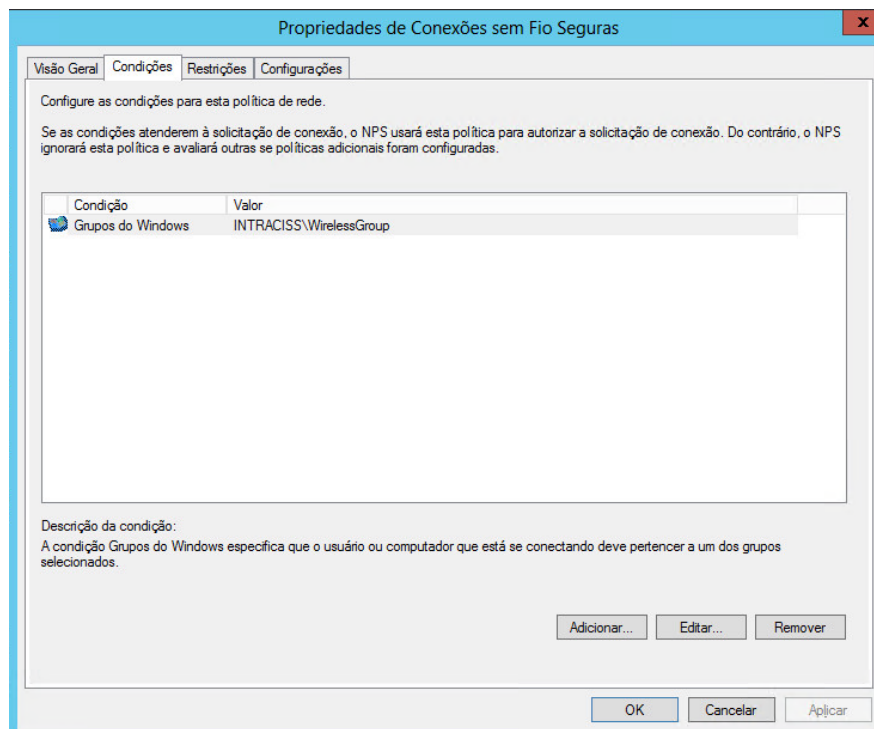 Propriedades de Conexões sem Fio Seguras
x
Visão Geral
Condições
Restrições
Configurações
Configure as condições para esta política de rede.
Se as condições atenderem à solicitação de conexão, o NPS usará esta política para autorizar a solicitação de conexão. Do contrário, o NPS
ignorará esta política e avaliará outras se políticas adicionais foram configuradas.
Condição Valor
Grupos do Windows INTRACISS\WirelessGroup
Descrição da condição:
A condição Grupos do Windows especifica que o usuário ou computador que está se conectando deve pertencer a um dos grupos
selecionados.
Adicionar... Editar... Remover
OK Cancelar Aplicar